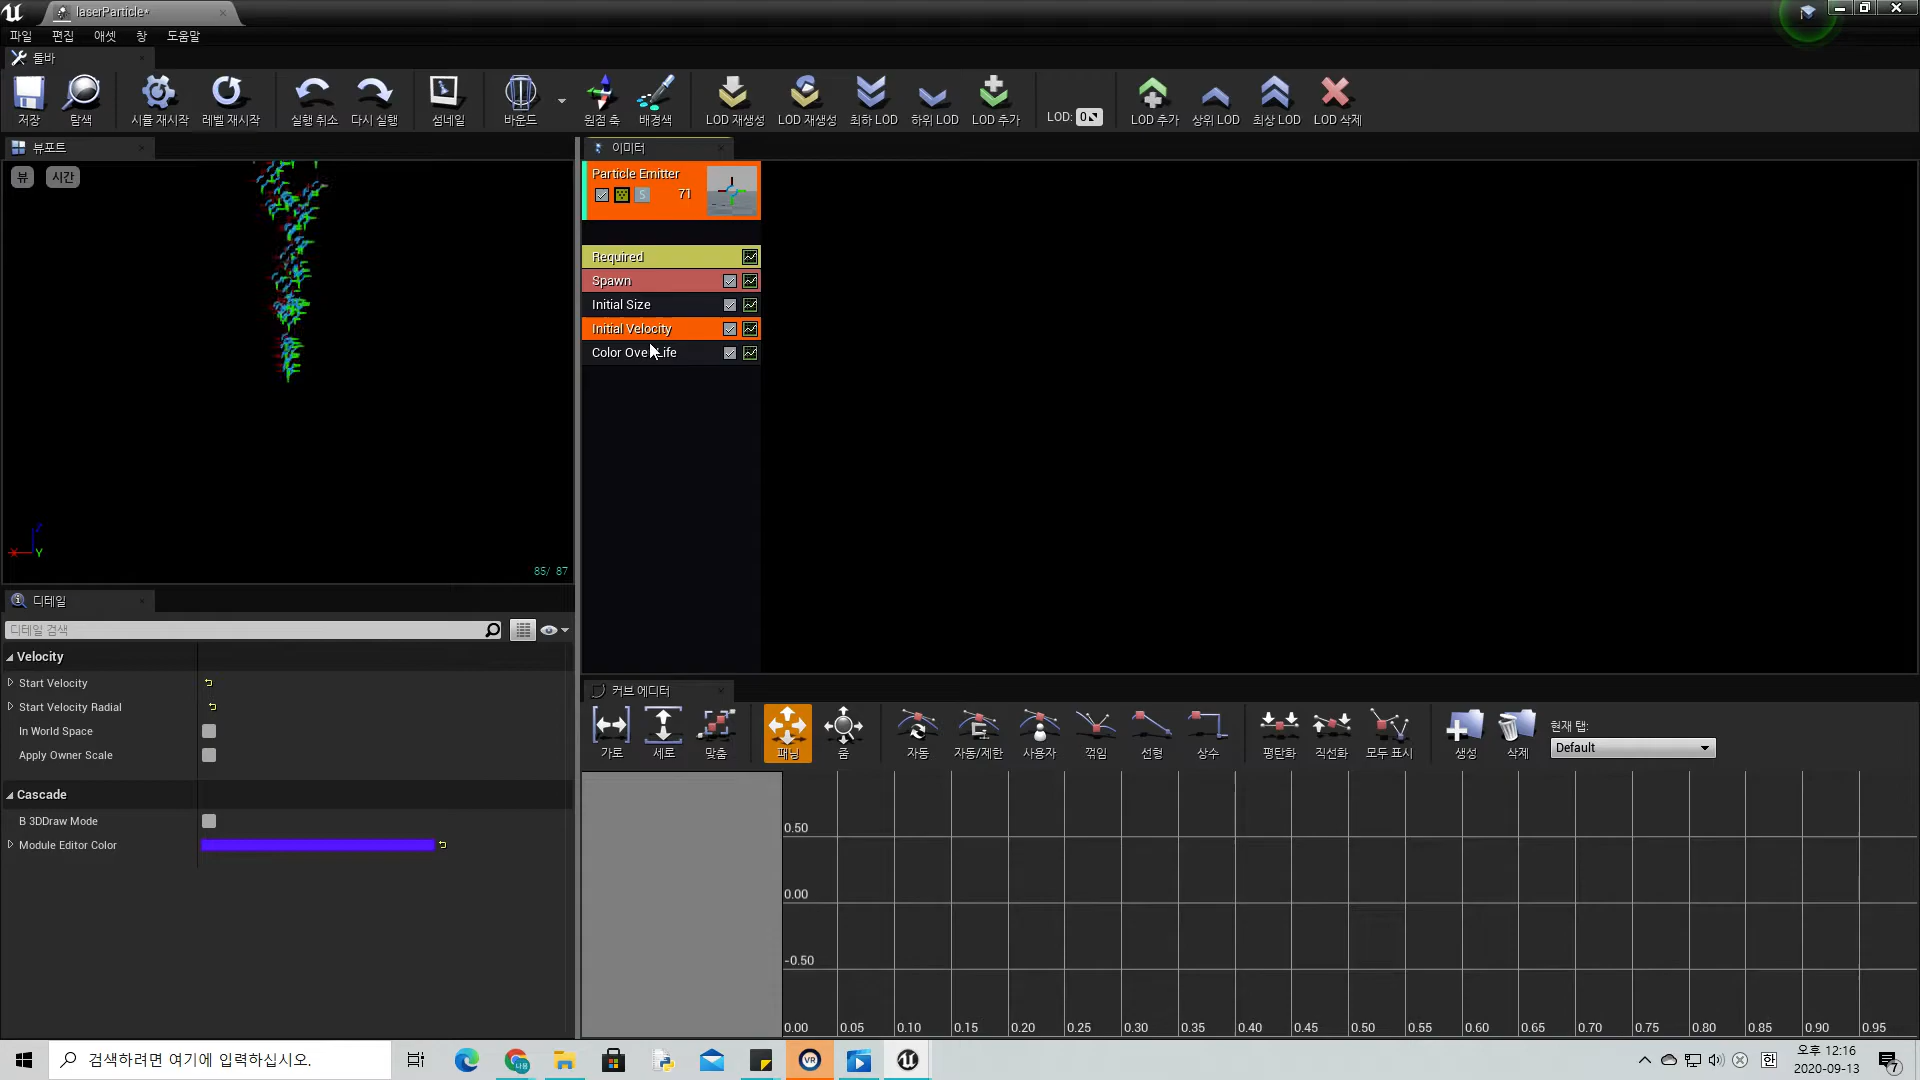 laserParticle*
파일 편집 애셋 창 도움말
툴바
저장 탐색 시뮬 재시작 레벨 재시작 실행 취소 다시 실행 섬네일 바운드 원점 축 배경색 LOD 재생성 LOD 재생성 최하 LOD 하위 LOD LOD 추가 LOD: 0 LOD 추가 상위 LOD 최상 LOD LOD 삭제
뷰포트
뷰 시간
85/ 87
이미터
Particle Emitter
S 71
Required
Spawn
Initial Size
Initial Velocity
Color Over Life
디테일
디테일 검색
Velocity
Start Velocity
Start Velocity Radial
In World Space
Apply Owner Scale
Cascade
B 3DDraw Mode
Module Editor Color
커브 에디터
가로 세로 맞춤 패닝 줌 자동 자동/제한 사용자 꺾임 선형 상수 평탄화 직선화 모두 표시 생성 삭제
현재 탭:
Default
0.50
0.00
-0.50
0.00 0.05 0.10 0.15 0.20 0.25 0.30 0.35 0.40 0.45 0.50 0.55 0.60 0.65 0.70 0.75 0.80 0.85 0.90 0.95
검색하려면 여기에 입력하십시오.
VR
한
오후 12:16
2020-09-13
7